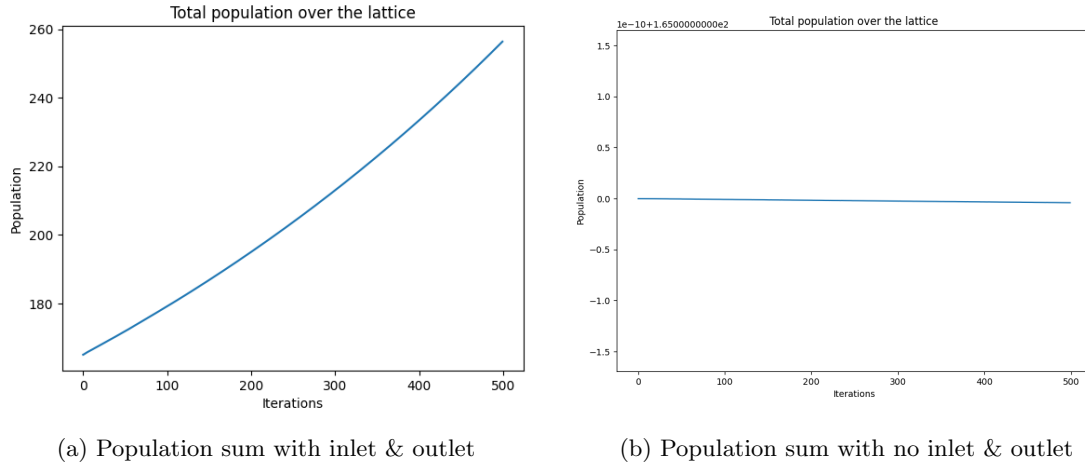 Total population over the lattice
260
240
220
200
180
Population
0 100 200 300 400 500
Iterations
(a) Population sum with inlet & outlet
Total population over the lattice
1e-10+1.6500000000e2
1.5
1.0
0.5
0.0
−0.5
−1.0
−1.5
Population
0 100 200 300 400 500
Iterations
(b) Population sum with no inlet & outlet